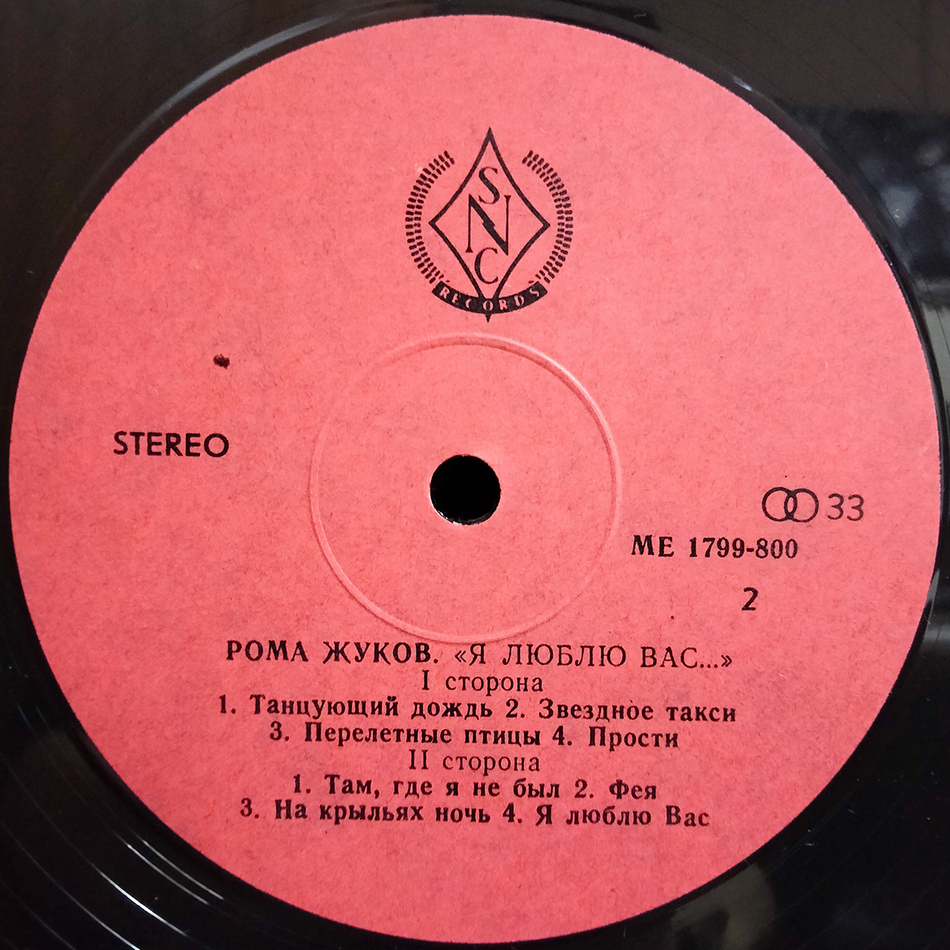 SNC
RECORDS
STEREO
33
МЕ 1799-800
2
РОМА ЖУКОВ. «Я ЛЮБЛЮ ВАС...»
I сторона
1. Танцующий дождь 2. Звездное такси
3. Перелетные птицы 4. Прости
II сторона
1. Там, где я не был 2. Фея
3. На крыльях ночь 4. Я люблю Вас